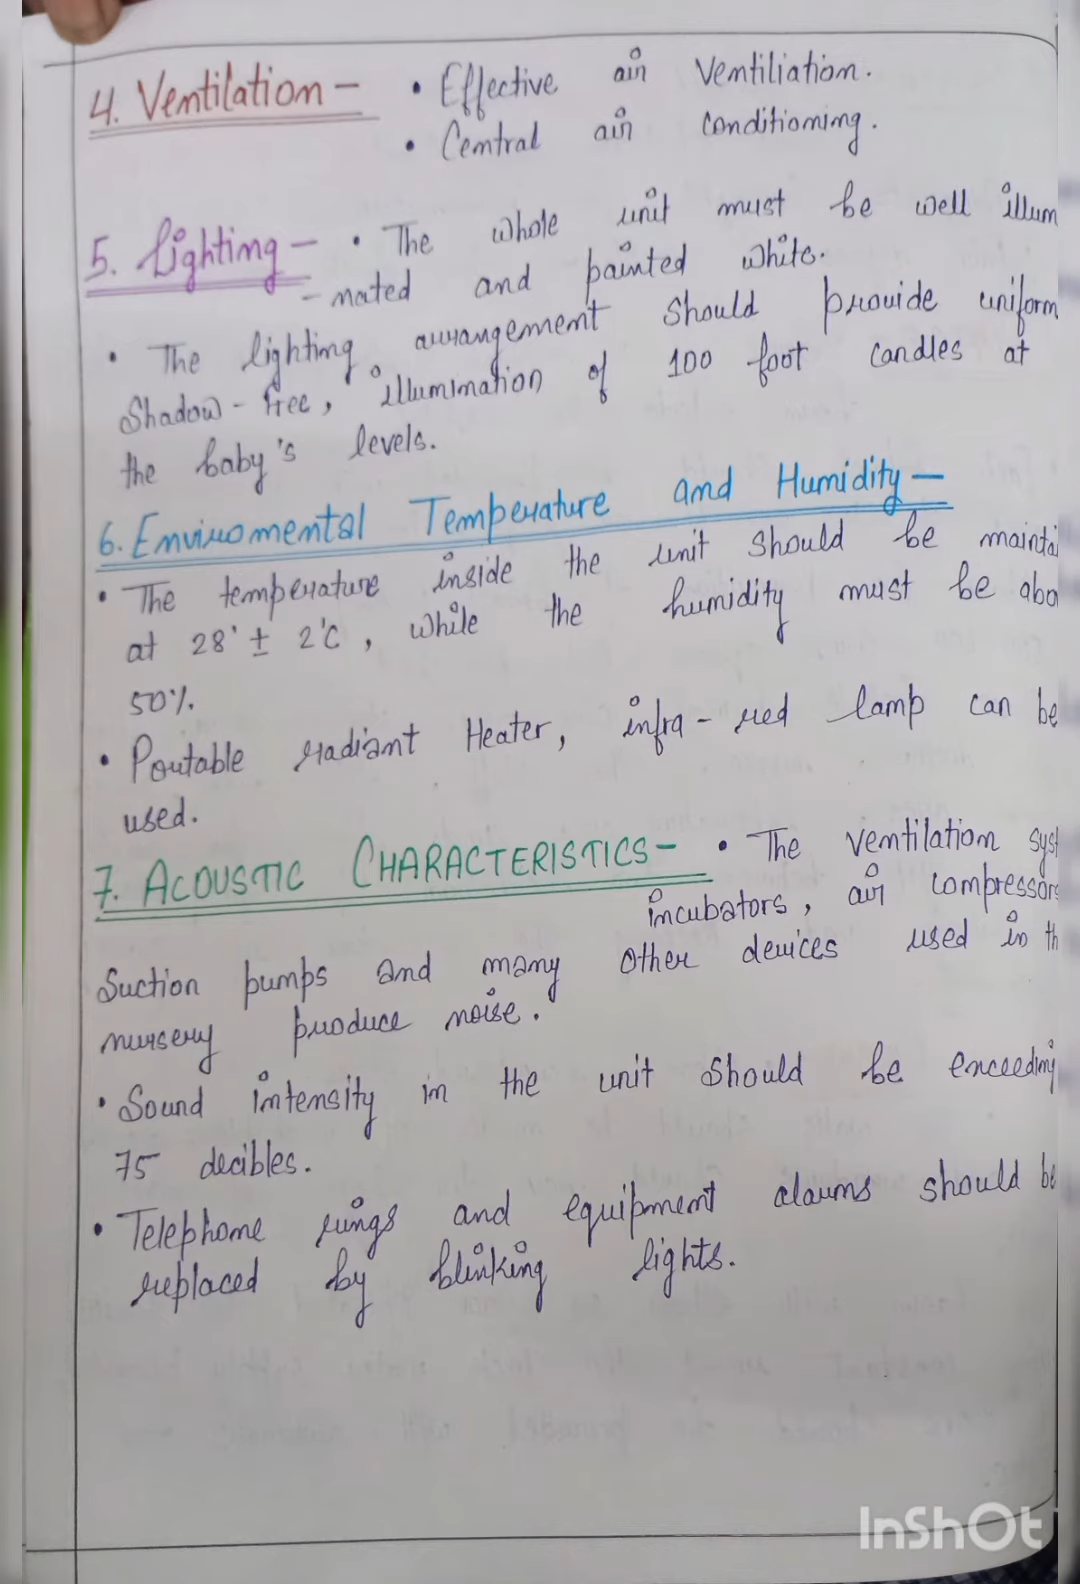 4. Ventilation - • Effective air Ventiliation.
• Central air conditioning.
5. Lighting - • The whole unit must be well illum
- nated and painted white.
• The lighting arrangement should provide uniform
Shadow - free, illumination of 100 foot candles at
the baby's levels.
6. Enviromental Temperature and Humidity -
• The temperature inside the unit should be maintai
at 28° ± 2°C, while the humidity must be abo
50%.
• Portable radiant Heater, infra - red lamp can be
used.
7. ACOUSTIC CHARACTERISTICS - • The Ventilation syst
incubators, air compressors
Suction pumps and many other devices used in th
nursery produce noise.
• Sound intensity in the unit should be exceeding
75 decibles.
• Telephone rings and equipment alarms should be
replaced by blinking lights.
InShOt